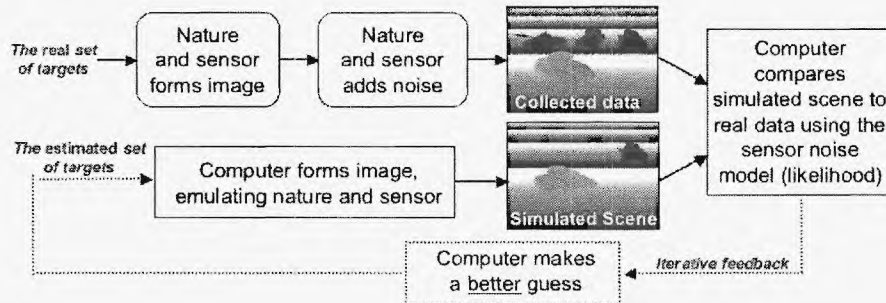 The real set
of targets
Nature
and sensor
forms image
Nature
and sensor
adds noise
Collected data
Computer
compares
simulated scene to
real data using the
sensor noise
model (likelihood)
The estimated set
of targets
Computer forms image,
emulating nature and sensor
Simulated Scene
Computer makes
a better guess
Iterative feedback